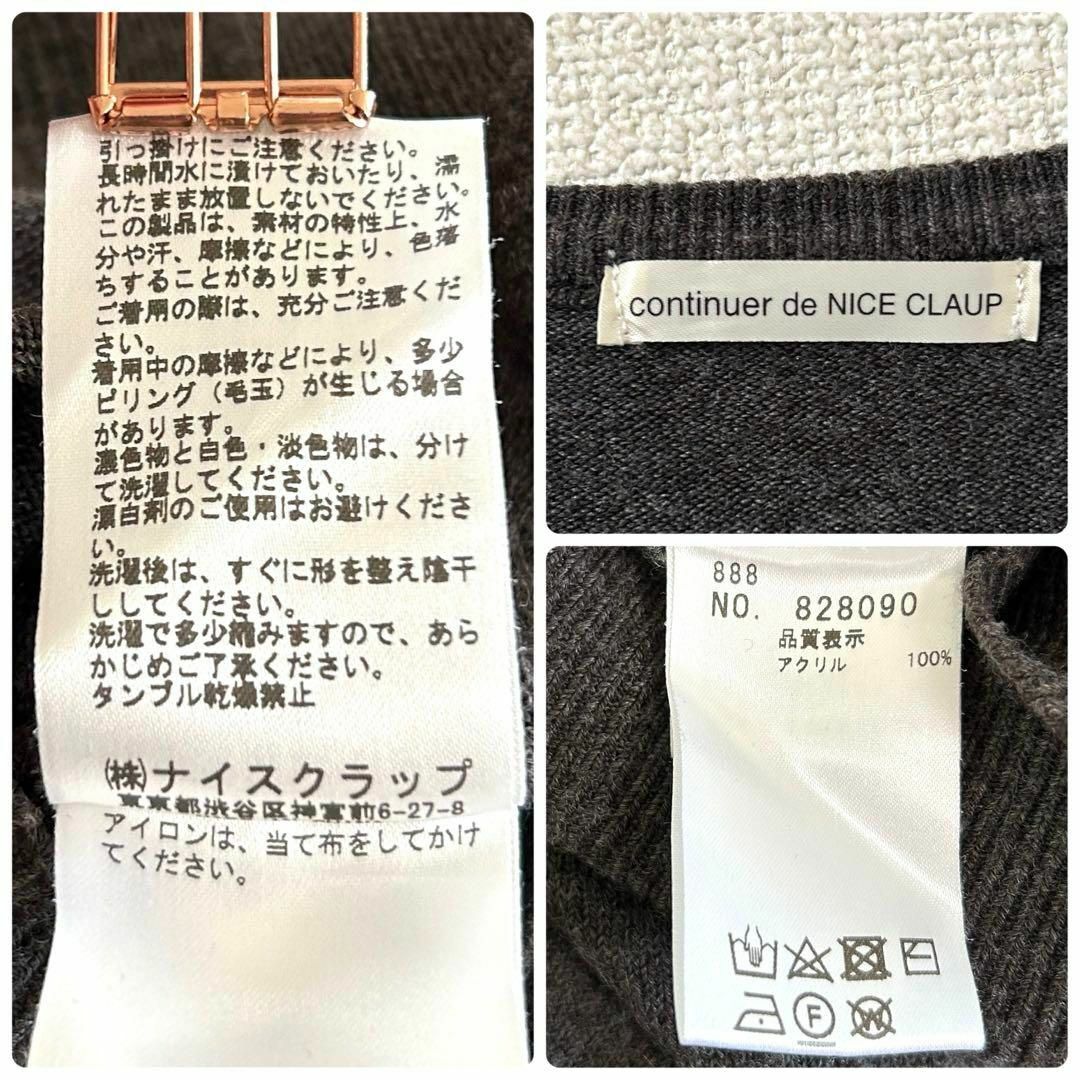 引っ掛けにご注意ください。
長時間水に漬けておいたり、濡
れたまま放置しないでください。
この製品は、素材の特性上、水
分や汗、摩擦などにより、色落
ちすることがあります。
ご着用の際は、充分ご注意くだ
さい。
着用中の摩擦などにより、多少
ピリング（毛玉）が生じる場合
があります。
濃色物と白色・淡色物は、分け
て洗濯してください。
漂白剤のご使用はお避けくださ
い。
洗濯後は、すぐに形を整え陰干
ししてください。
洗濯で多少縮みますので、あら
かじめご了承ください。
タンブル乾燥禁止
(株)ナイスクラップ
東京都渋谷区神宮前6-27-8
アイロンは、当て布をしてかけ
てください。
continuer de NICE CLAUP
888
NO. 828090
品質表示
アクリル 100%
F
W